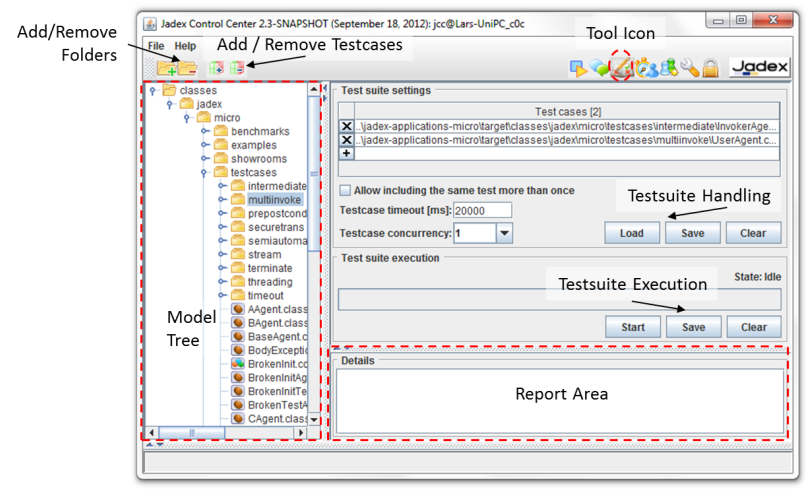 Jadex Control Center 2.3-SNAPSHOT (September 18, 2012): jcc@Lars-UniPC_c0c
Add/Remove
Folders
File Help
Add / Remove Testcases
Tool Icon
Jadex
classes
jadex
micro
benchmarks
examples
showrooms
testcases
intermediate
multiinvoke
prepostcond
securetrans
semiautoma
stream
terminate
threading
timeout
AAgent.class
BAgent.class
BaseAgent.c
BodyExceptic
BrokenInit.cc
BrokenInitAg
BrokenInitTe
BrokenTestA
CAgent.class
Model
Tree
Test suite settings
Test cases [2]
..\jadex-applications-micro\target\classes\jadex\micro\testcases\intermediate\InvokerAge...
..\jadex-applications-micro\target\classes\jadex\micro\testcases\multiinvoke\UserAgent.c...
Allow including the same test more than once
Testcase timeout [ms]: 20000
Testsuite Handling
Testcase concurrency: 1
Load Save Clear
Test suite execution
State: Idle
Testsuite Execution
Start Save Clear
Details
Report Area